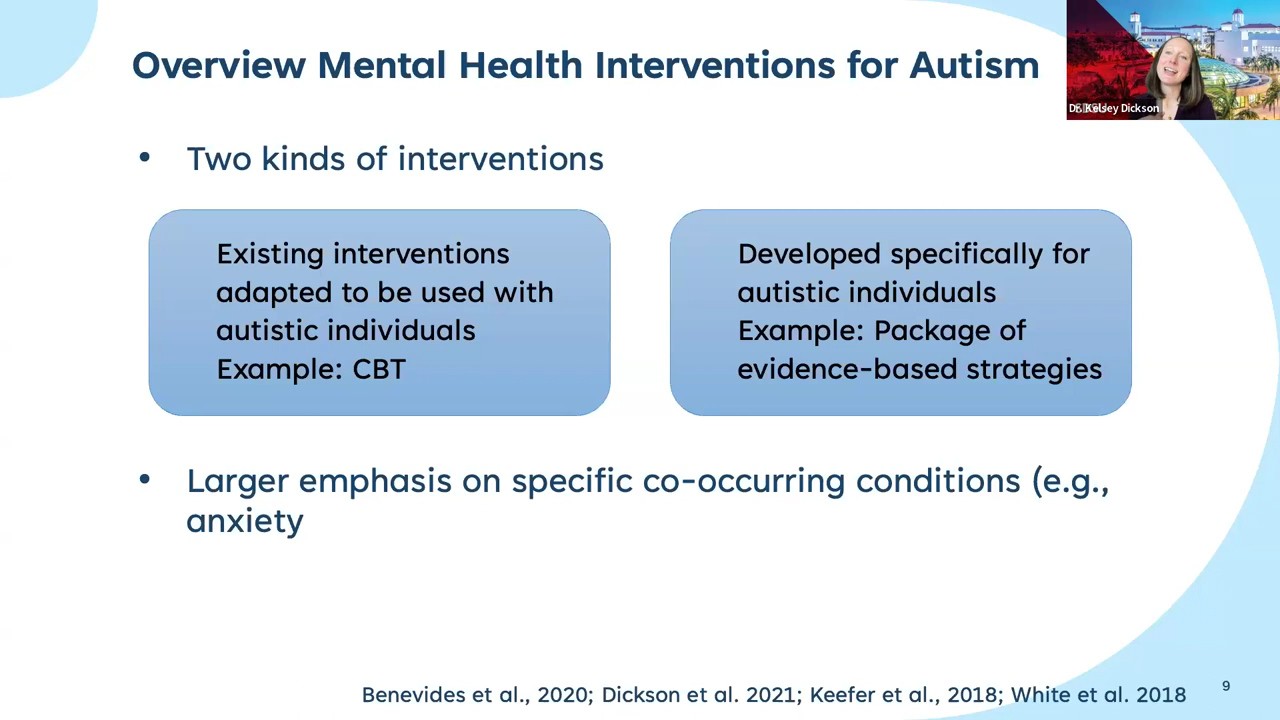 Overview Mental Health Interventions for Autism
Dr. Kelsey Dickson
• Two kinds of interventions
Existing interventions
adapted to be used with
autistic individuals
Example: CBT
Developed specifically for
autistic individuals
Example: Package of
evidence-based strategies
• Larger emphasis on specific co-occurring conditions (e.g.,
anxiety
Benevides et al., 2020; Dickson et al. 2021; Keefer et al., 2018; White et al. 2018
9